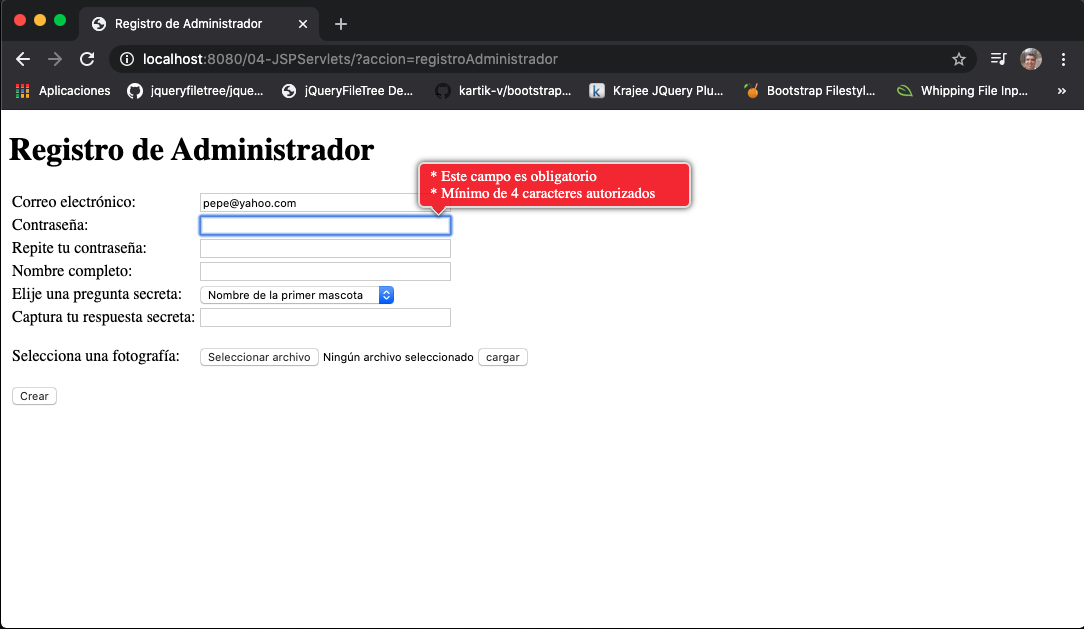 Registro de Administrador
localhost:8080/04-JSPServlets/?accion=registroAdministrador
Aplicaciones jqueryfiletree/jque... jQueryFileTree De... kartik-v/bootstrap... k Krajee JQuery Plu... Bootstrap Filestyl... Whipping File Inp... »
Registro de Administrador
* Este campo es obligatorio
* Mínimo de 4 caracteres autorizados
Correo electrónico: pepe@yahoo.com
Contraseña:
Repite tu contraseña:
Nombre completo:
Elije una pregunta secreta: Nombre de la primer mascota
Captura tu respuesta secreta:
Selecciona una fotografía: Seleccionar archivo Ningún archivo seleccionado cargar
Crear